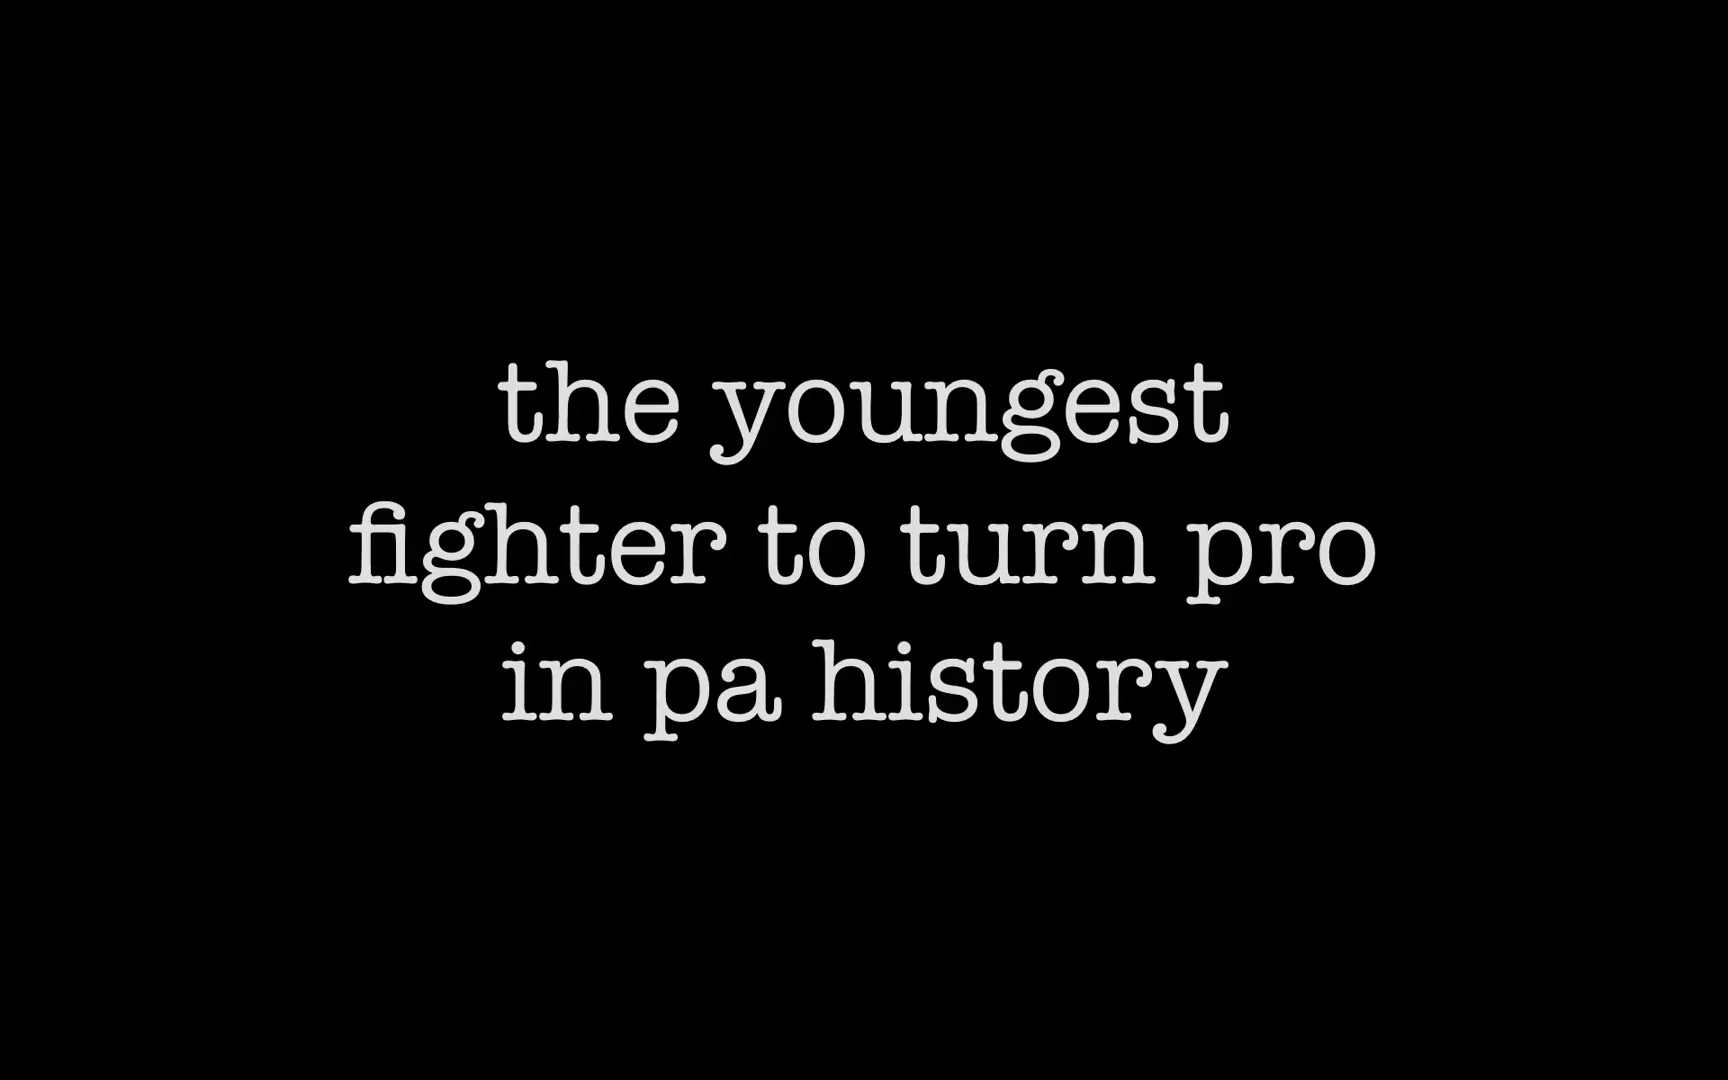 the youngest
fighter to turn pro
in pa history